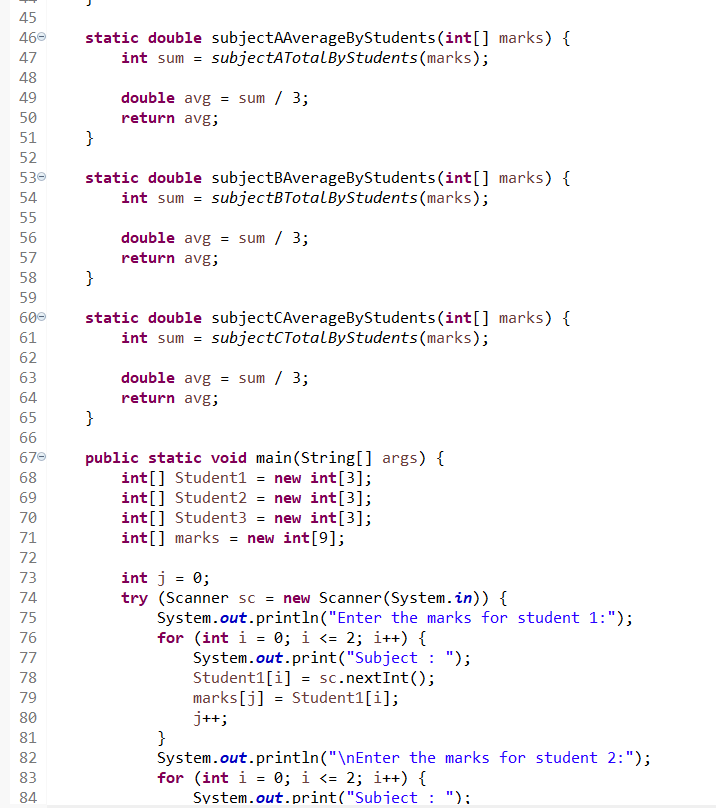 44 }
45
46 static double subjectAAverageByStudents(int[] marks) {
47 int sum = subjectATotalByStudents(marks);
48
49 double avg = sum / 3;
50 return avg;
51 }
52
53 static double subjectBAverageByStudents(int[] marks) {
54 int sum = subjectBTotalByStudents(marks);
55
56 double avg = sum / 3;
57 return avg;
58 }
59
60 static double subjectCAverageByStudents(int[] marks) {
61 int sum = subjectCTotalByStudents(marks);
62
63 double avg = sum / 3;
64 return avg;
65 }
66
67 public static void main(String[] args) {
68 int[] Student1 = new int[3];
69 int[] Student2 = new int[3];
70 int[] Student3 = new int[3];
71 int[] marks = new int[9];
72
73 int j = 0;
74 try (Scanner sc = new Scanner(System.in)) {
75 System.out.println("Enter the marks for student 1:");
76 for (int i = 0; i <= 2; i++) {
77 System.out.print("Subject : ");
78 Student1[i] = sc.nextInt();
79 marks[j] = Student1[i];
80 j++;
81 }
82 System.out.println("\nEnter the marks for student 2:");
83 for (int i = 0; i <= 2; i++) {
84 System.out.print("Subject : ");